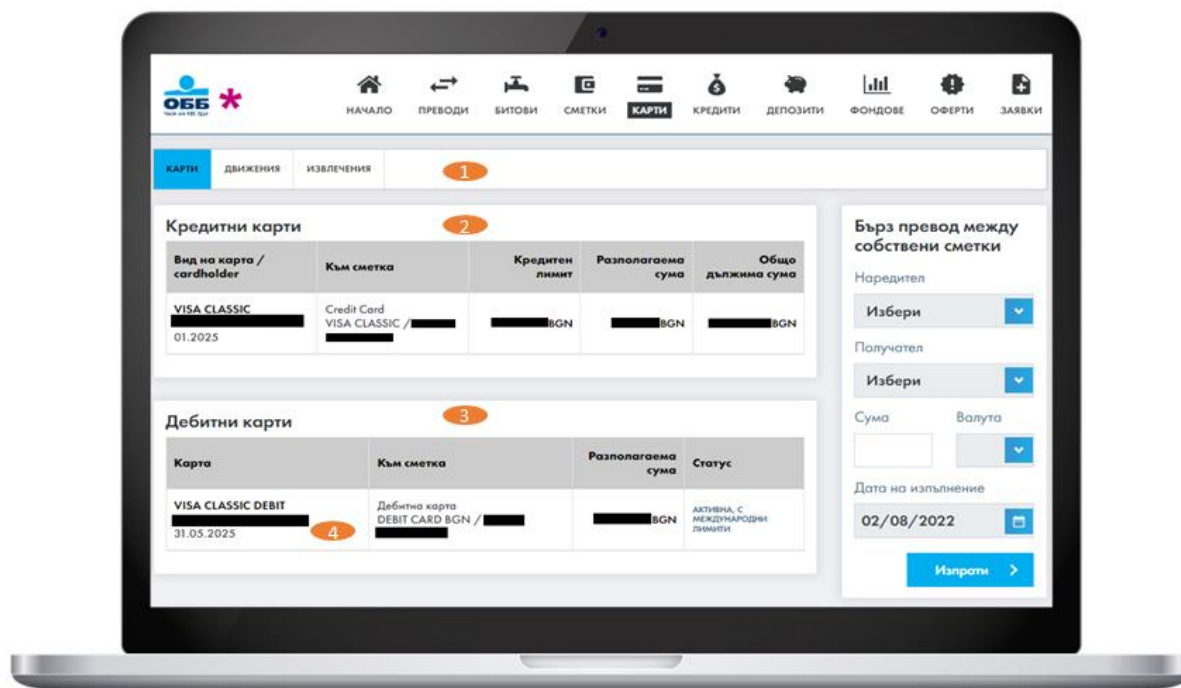 ОББ
НАЧАЛО ПРЕВОДИ БИТОВИ СМЕТКИ КАРТИ КРЕДИТИ ДЕПОЗИТИ ФОНДОВЕ ОФЕРТИ ЗАЯВКИ
КАРТИ ДВИЖЕНИЯ ИЗВЛЕЧЕНИЯ
1
Кредитни карти
2
Вид на карта /
cardholder
Към сметка
Кредитен
лимит
Разполагаема
сума
Общо
дължима сума
VISA CLASSIC
01.2025
Credit Card
VISA CLASSIC /
BGN
BGN
BGN
Дебитни карти
3
Карта
Към сметка
Разполагаема
сума
Статус
VISA CLASSIC DEBIT
31.05.2025
4
Дебитна карта
DEBIT CARD BGN /
BGN
АКТИВНА, С
МЕЖДУНАРОДНИ
ЛИМИТИ
Бърз превод между
собствени сметки
Наредител
Избери
Получател
Избери
Сума Валута
Дата на изпълнение
02/08/2022
Изпрати